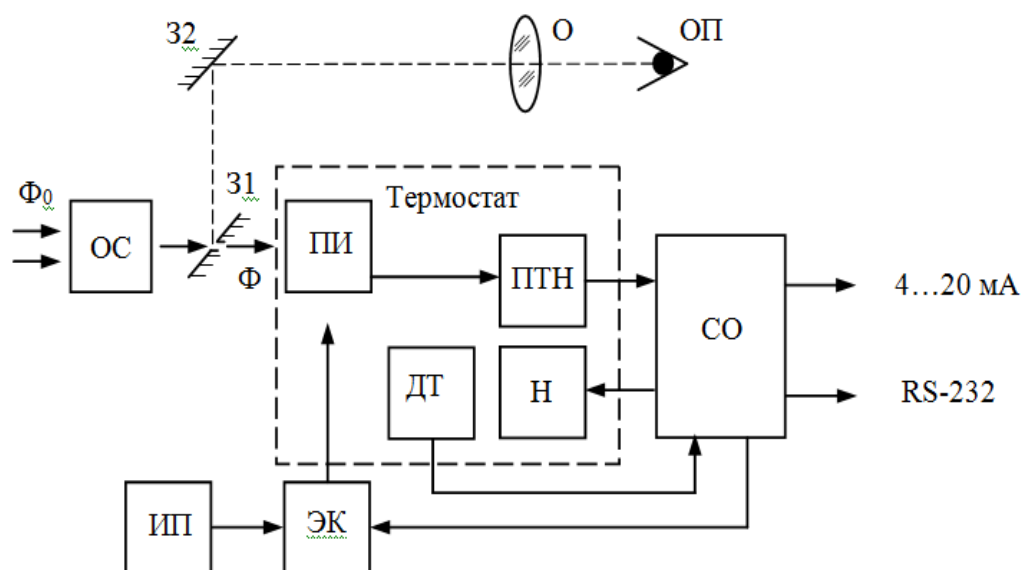 З2
О
ОП
Ф0
З1
Термостат
ОС
Ф
ПИ
ПТН
СО
4…20 мА
ДТ
Н
RS-232
ИП
ЭК